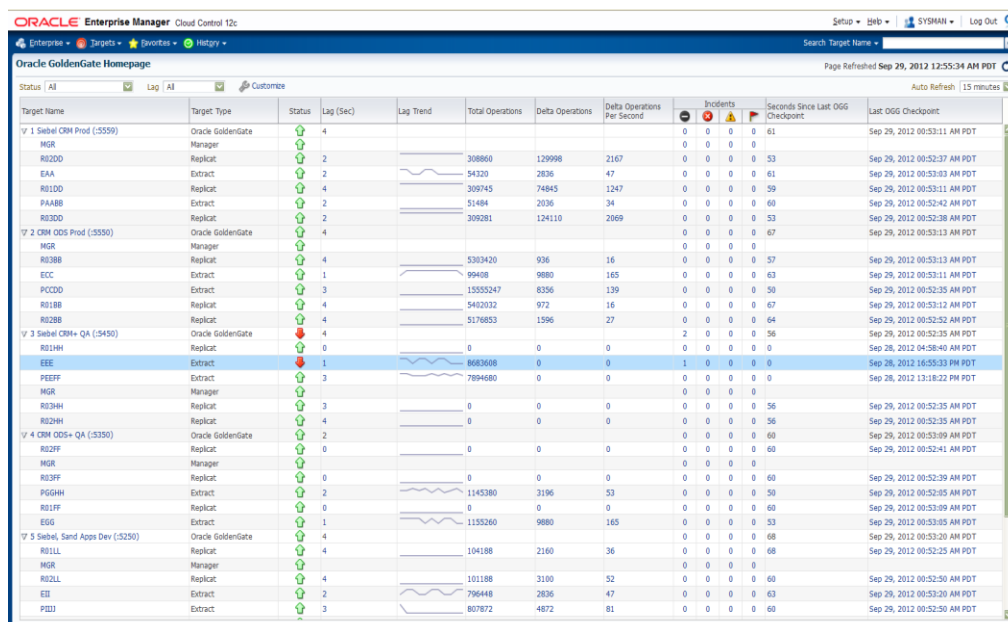 ORACLE Enterprise Manager Cloud Control 12c
Setup Help SYSMAN Log Out
Enterprise Targets Favorites History Search Target Name
Oracle GoldenGate Homepage Page Refreshed Sep 29, 2012 12:55:34 AM PDT
Status All Lag All Customize Auto Refresh 15 minutes
Target Name Target Type Status Lag (Sec) Lag Trend Total Operations Delta Operations Delta Operations Per Second Incidents Seconds Since Last OGG Checkpoint Last OGG Checkpoint
1 Siebel CRM Prod (:5559) Oracle GoldenGate 4 0 0 0 0 61 Sep 29, 2012 00:53:11 AM PDT
MGR Manager 0 0 0 0
R02DD Replicat 2 308860 129998 2167 0 0 0 0 53 Sep 29, 2012 00:52:37 AM PDT
EAA Extract 2 54320 2836 47 0 0 0 0 61 Sep 29, 2012 00:53:03 AM PDT
R01DD Replicat 4 309745 74845 1247 0 0 0 0 59 Sep 29, 2012 00:53:11 AM PDT
PAABB Extract 2 51484 2036 34 0 0 0 0 60 Sep 29, 2012 00:52:42 AM PDT
R03DD Replicat 2 309281 124110 2069 0 0 0 0 53 Sep 29, 2012 00:52:38 AM PDT
2 CRM ODS Prod (:5550) Oracle GoldenGate 4 0 0 0 0 67 Sep 29, 2012 00:53:13 AM PDT
MGR Manager 0 0 0 0
R03BB Replicat 4 5303420 936 16 0 0 0 0 57 Sep 29, 2012 00:53:13 AM PDT
ECC Extract 1 99408 9880 165 0 0 0 0 63 Sep 29, 2012 00:53:11 AM PDT
PCCDD Extract 3 15555247 8356 139 0 0 0 0 50 Sep 29, 2012 00:52:35 AM PDT
R01BB Replicat 4 5402032 972 16 0 0 0 0 67 Sep 29, 2012 00:53:12 AM PDT
R02BB Replicat 4 5176853 1596 27 0 0 0 0 64 Sep 29, 2012 00:52:52 AM PDT
3 Siebel CRM+ QA (:5450) Oracle GoldenGate 4 2 0 0 0 56 Sep 29, 2012 00:52:35 AM PDT
R01HH Replicat 0 0 0 0 0 0 0 0 0 Sep 28, 2012 04:58:40 AM PDT
EEE Extract 1 8683608 0 0 1 0 0 0 0 Sep 28, 2012 16:55:33 PM PDT
PEEFF Extract 3 7894680 0 0 0 0 0 0 0 Sep 28, 2012 13:18:22 PM PDT
MGR Manager 0 0 0 0
R03HH Replicat 3 0 0 0 0 0 0 0 56 Sep 29, 2012 00:52:35 AM PDT
R02HH Replicat 4 0 0 0 0 0 0 0 56 Sep 29, 2012 00:52:35 AM PDT
4 CRM ODS+ QA (:5350) Oracle GoldenGate 2 0 0 0 0 60 Sep 29, 2012 00:53:09 AM PDT
R02FF Replicat 0 0 0 0 0 0 0 0 60 Sep 29, 2012 00:52:41 AM PDT
MGR Manager 0 0 0 0
R03FF Replicat 0 0 0 0 0 0 0 0 60 Sep 29, 2012 00:52:39 AM PDT
PGGHH Extract 2 1145380 3196 53 0 0 0 0 50 Sep 29, 2012 00:52:05 AM PDT
R01FF Replicat 0 0 0 0 0 0 0 0 60 Sep 29, 2012 00:53:09 AM PDT
EGG Extract 1 1155260 9880 165 0 0 0 0 53 Sep 29, 2012 00:53:05 AM PDT
5 Siebel, Sand Apps Dev (:5250) Oracle GoldenGate 4 0 0 0 0 68 Sep 29, 2012 00:53:20 AM PDT
R01LL Replicat 4 104188 2160 36 0 0 0 0 68 Sep 29, 2012 00:52:25 AM PDT
MGR Manager 0 0 0 0
R02LL Replicat 4 101188 3100 52 0 0 0 0 60 Sep 29, 2012 00:52:50 AM PDT
EII Extract 2 796448 2836 47 0 0 0 0 63 Sep 29, 2012 00:53:20 AM PDT
PIIJJ Extract 3 807872 4872 81 0 0 0 0 60 Sep 29, 2012 00:52:50 AM PDT